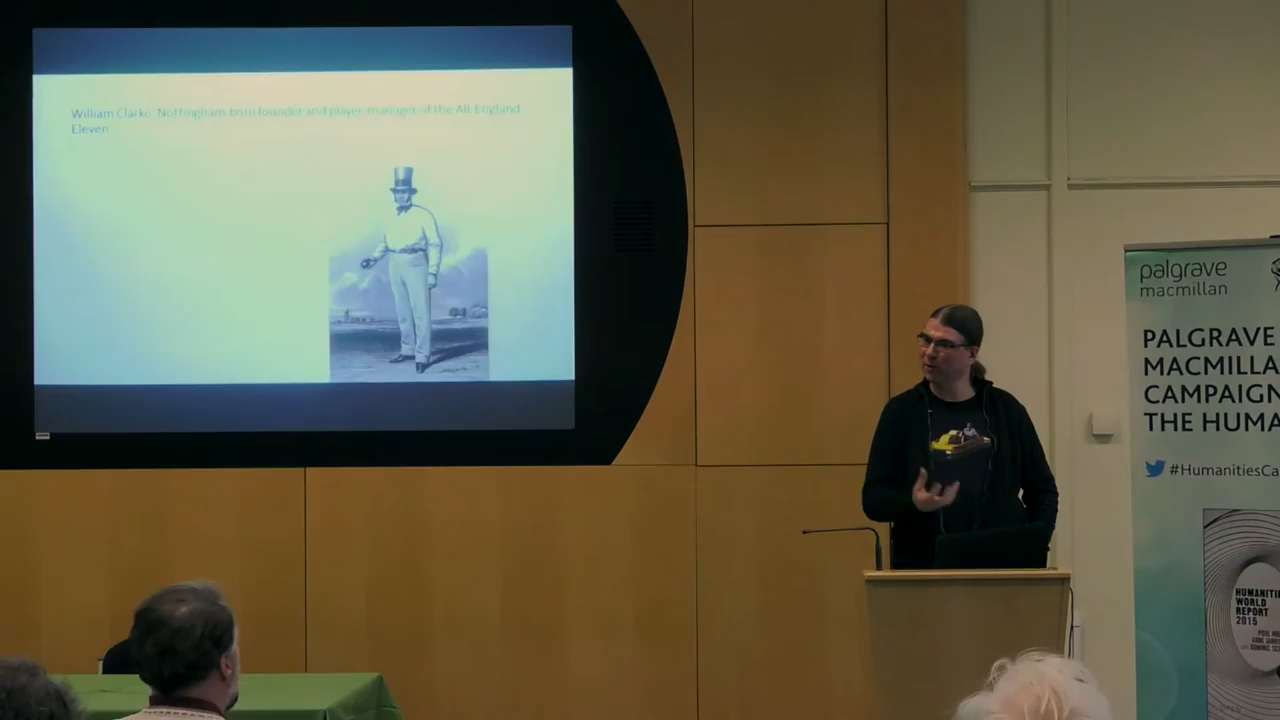 William Clarke: Nottingham born founder and player-manager of the All-England
Eleven
palgrave
macmillan
PALGRAVE
MACMILLA
CAMPAIGN
THE HUMA
#HumanitiesCa
HUMANITI
WORLD
REPORT
2015